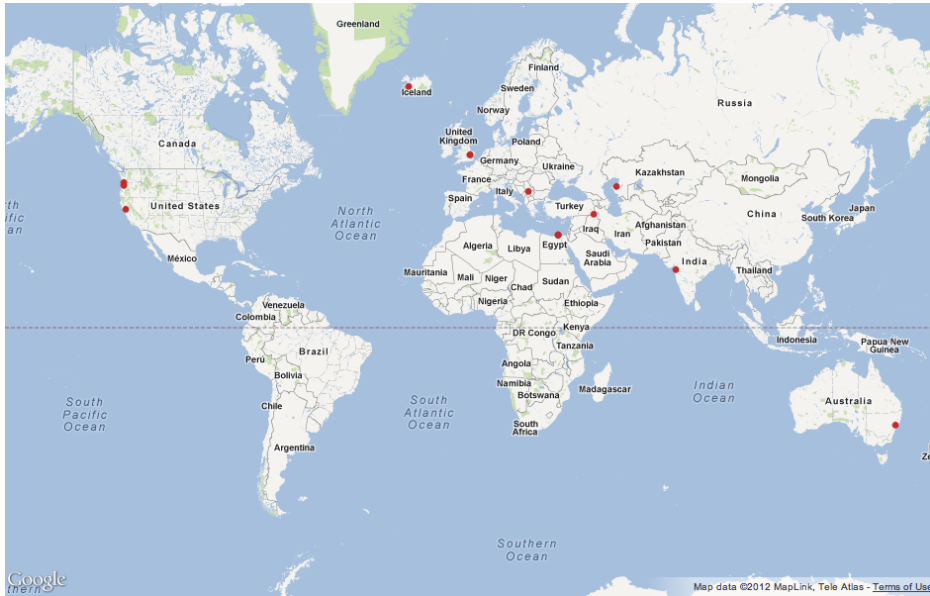 Greenland
Iceland
Finland
Sweden
Norway
Russia
United
Kingdom
Poland
Canada
Germany
Ukraine
Kazakhstan
Mongolia
France
Italy
Spain
Turkey
United States
North
Atlantic
Ocean
China
Japan
South Korea
Afghanistan
Iraq
Iran
Pakistan
Algeria
Libya
Egypt
Saudi
Arabia
India
México
Mauritania
Mali
Niger
Chad
Sudan
Thailand
Nigeria
Ethiopia
Venezuela
Colombia
DR Congo
Kenya
Tanzania
Indonesia
Papua New
Guinea
Perú
Brazil
Bolivia
Angola
Namibia
Botswana
Madagascar
Indian
Ocean
Australia
South
Pacific
Ocean
South
Atlantic
Ocean
Chile
South
Africa
Argentina
Southern
Ocean
Google
Map data ©2012 MapLink, Tele Atlas - Terms of Use